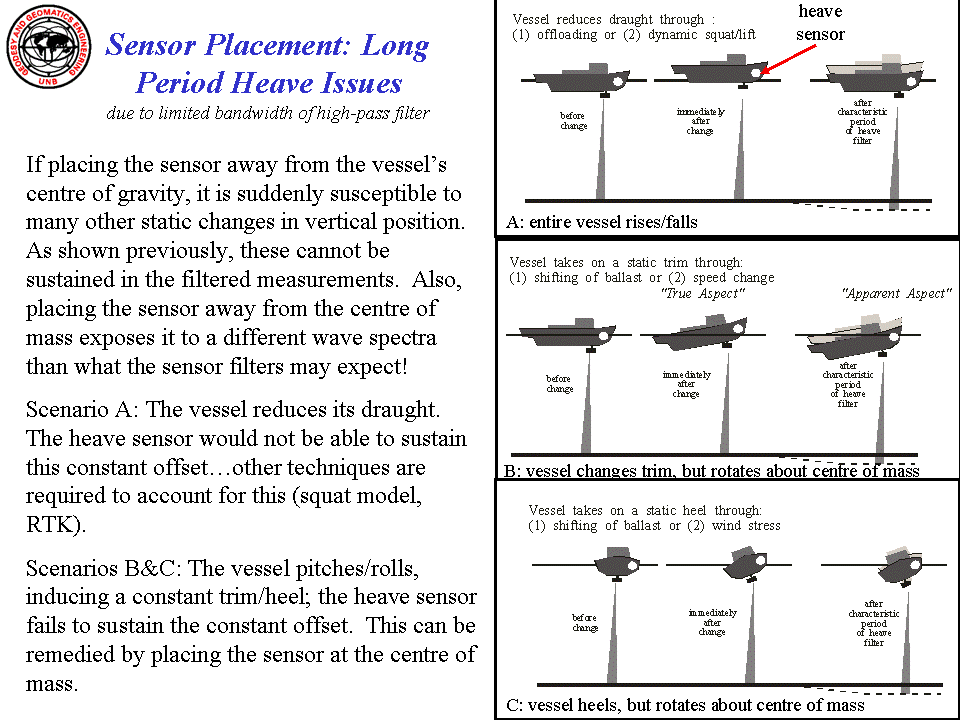 GEODESY AND GEOMATICS ENGINEERING
UNB
Sensor Placement: Long
Period Heave Issues
due to limited bandwidth of high-pass filter
If placing the sensor away from the vessel's
centre of gravity, it is suddenly susceptible to
many other static changes in vertical position.
As shown previously, these cannot be
sustained in the filtered measurements.  Also,
placing the sensor away from the centre of
mass exposes it to a different wave spectra
than what the sensor filters may expect!
Scenario A: The vessel reduces its draught.
The heave sensor would not be able to sustain
this constant offset…other techniques are
required to account for this (squat model,
RTK).
Scenarios B&C: The vessel pitches/rolls,
inducing a constant trim/heel; the heave sensor
fails to sustain the constant offset.  This can be
remedied by placing the sensor at the centre of
mass.
Vessel reduces draught through :
(1) offloading or (2) dynamic squat/lift
heave
sensor
before
change
immediately
after
change
after
characteristic
period
of heave
filter
A: entire vessel rises/falls
Vessel takes on a static trim through:
(1) shifting of ballast or (2) speed change
"True Aspect"
"Apparent Aspect"
before
change
immediately
after
change
after
characteristic
period
of heave
filter
B: vessel changes trim, but rotates about centre of mass
Vessel takes on a static heel through:
(1) shifting of ballast or (2) wind stress
before
change
immediately
after
change
after
characteristic
period
of heave
filter
C: vessel heels, but rotates about centre of mass